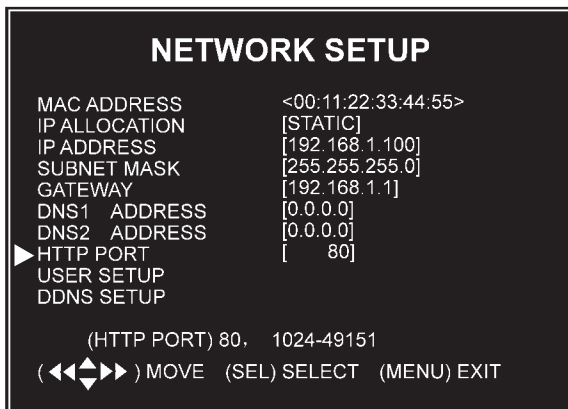 NETWORK SETUP
MAC ADDRESS <00:11:22:33:44:55>
IP ALLOCATION [STATIC]
IP ADDRESS [192.168.1.100]
SUBNET MASK [255.255.255.0]
GATEWAY [192.168.1.1]
DNS1 ADDRESS [0.0.0.0]
DNS2 ADDRESS [0.0.0.0]
HTTP PORT [ 80]
USER SETUP
DDNS SETUP
(HTTP PORT) 80, 1024-49151
( ) MOVE (SEL) SELECT (MENU) EXIT